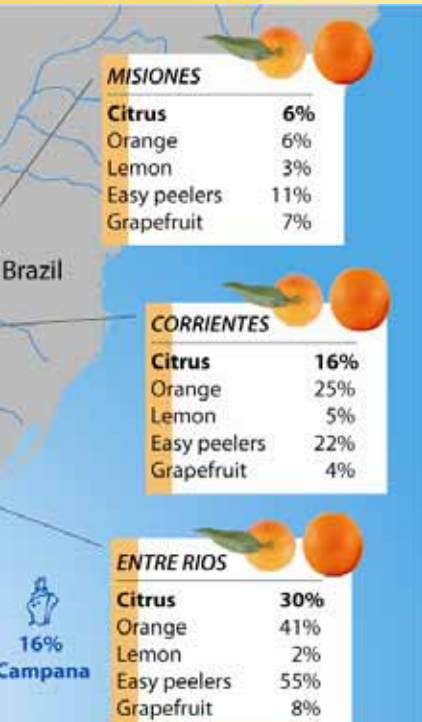 MISIONES
Citrus 6%
Orange 6%
Lemon 3%
Easy peelers 11%
Grapefruit 7%
Brazil
CORRIENTES
Citrus 16%
Orange 25%
Lemon 5%
Easy peelers 22%
Grapefruit 4%
ENTRE RIOS
Citrus 30%
Orange 41%
Lemon 2%
Easy peelers 55%
Grapefruit 8%
16%
Campana